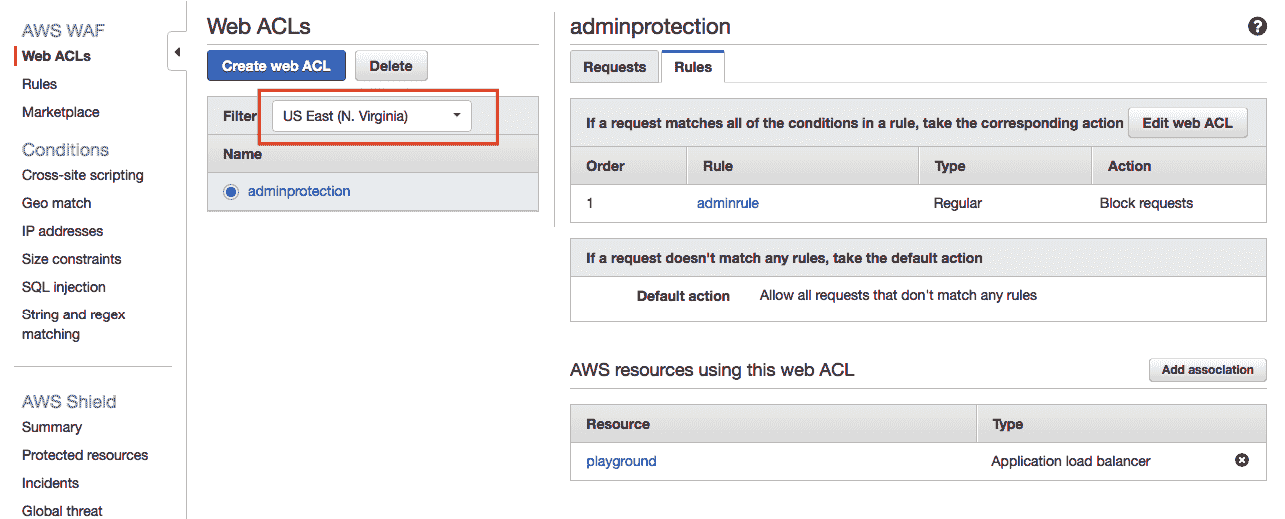 AWS WAF
Web ACLs
Rules
Marketplace
Conditions
Cross-site scripting
Geo match
IP addresses
Size constraints
SQL injection
String and regex
matching
AWS Shield
Summary
Protected resources
Incidents
Global threat
Web ACLs
Create web ACL Delete
Filter US East (N. Virginia)
Name
adminprotection
adminprotection ?
Requests Rules
If a request matches all of the conditions in a rule, take the corresponding action Edit web ACL
Order Rule Type Action
1 adminrule Regular Block requests
If a request doesn't match any rules, take the default action
Default action Allow all requests that don't match any rules
AWS resources using this web ACL Add association
Resource Type
playground Application load balancer